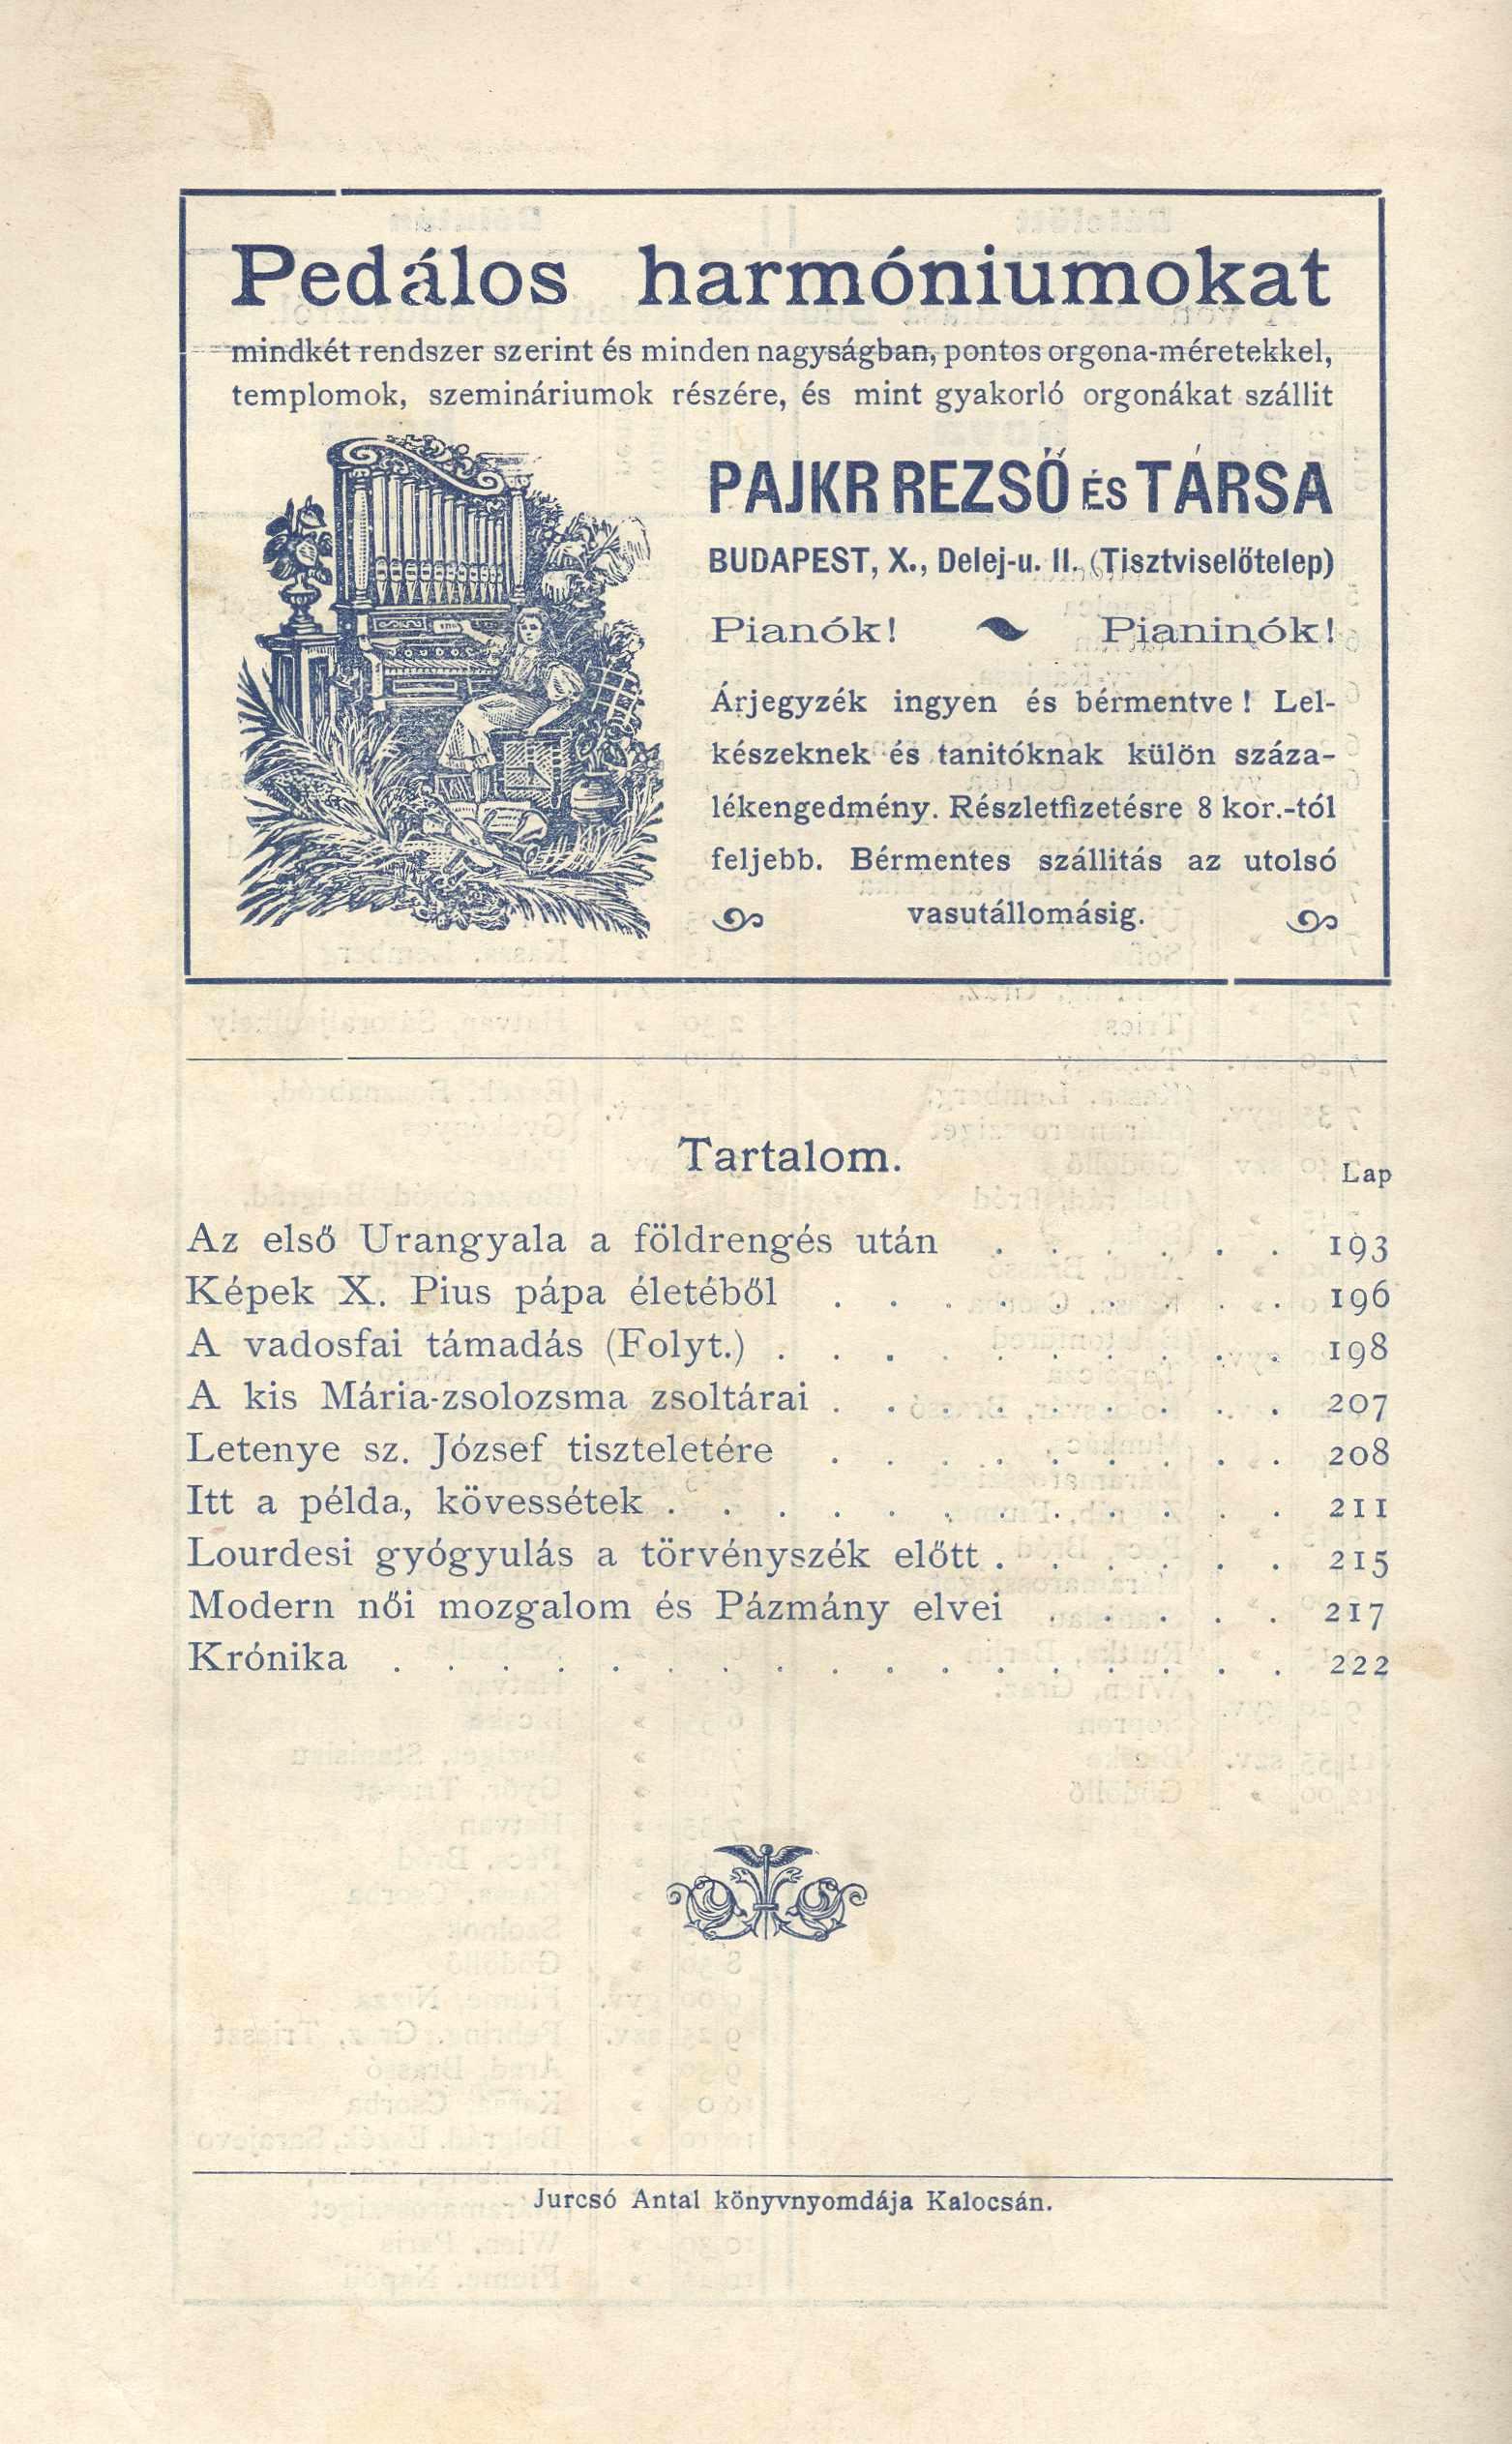 Pedálos harmóniumokat
mindkét rendszer szerint és minden nagyságban, pontos orgona-méretekkel,
templomok, szemináriumok részére, és mint gyakorló orgonákat szállit
PAJKR REZSŐ ÉS TÁRSA
BUDAPEST, X., Delej-u. II. (Tisztviselőtelep)
Pianók! Pianinók!
Árjegyzék ingyen és bérmentve! Lel-
készeknek és tanitóknak külön száza-
lékengedmény. Részletfizetésre 8 kor.-tól
feljebb. Bérmentes szállitás az utolsó
vasutállomásig.
Tartalom.
Lap
Az első Urangyala a földrengés után . . . . . . 193
Képek X. Pius pápa életéből . . . . . . . . . 196
A vadosfai támadás (Folyt.) . . . . . . . . . . 198
A kis Mária-zsolozsma zsoltárai . . . . . . . . . 207
Letenye sz. József tiszteletére . . . . . . . . . 208
Itt a példa, kövessétek . . . . . . . . . . . . 211
Lourdesi gyógyulás a törvényszék előtt . . . . . . 215
Modern női mozgalom és Pázmány elvei . . . . . 217
Krónika . . . . . . . . . . . . . . . . . 222
Jurcsó Antal könyvnyomdája Kalocsán.